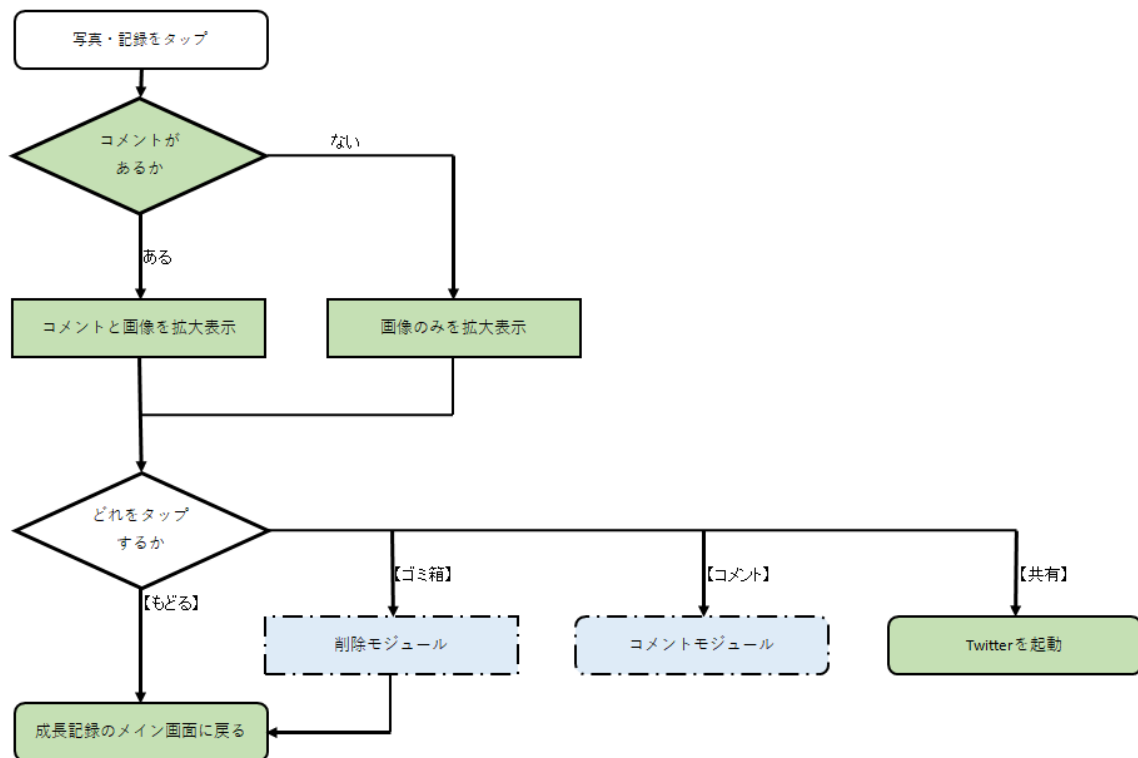 写真・記録をタップ
コメントが
あるか
ない
ある
コメントと画像を拡大表示
画像のみを拡大表示
どれをタップ
するか
【もどる】
【ゴミ箱】
【コメント】
【共有】
削除モジュール
コメントモジュール
Twitterを起動
成長記録のメイン画面に戻る